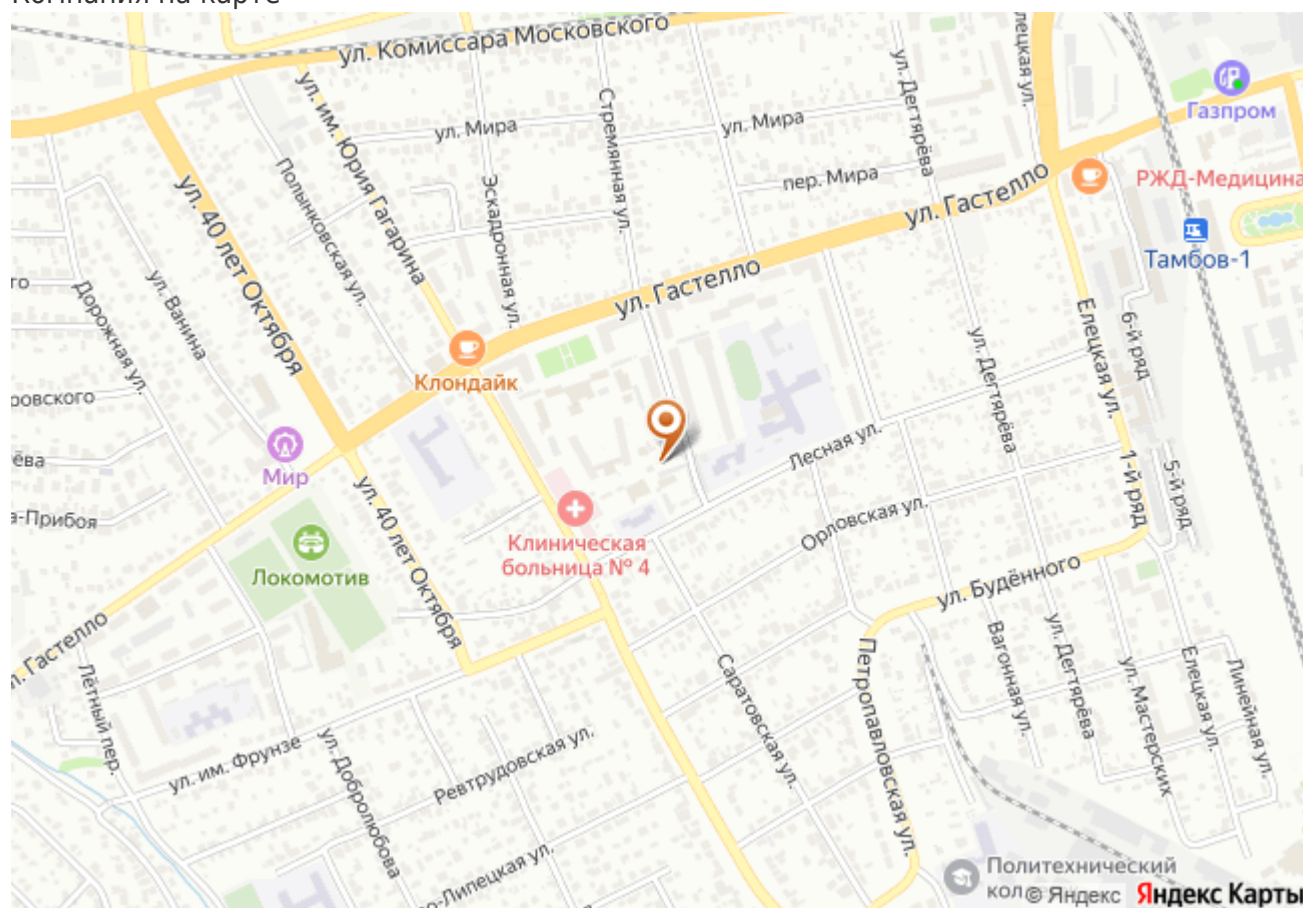 Компания на карте
ул. Комиссара Московского
ул. им. Юрия Гагарина
ул. Мира
Стремянная ул.
ул. Мира
ул. Дегтярёва
Газпром
пер. Мира
РЖД-Медицина
Полынковская ул.
Эскадронная ул.
ул. 40 лет Октября
ул. Гастелло
Тамбов-1
ул. Гастелло
ул. Ванина
Дорожная ул.
Елецкая ул.
6-й ряд
ул. Дегтярёва
Клондайк
Лесная ул.
Мир
1-й ряд
5-й ряд
ул. 40 лет Октября
Орловская ул.
Клиническая
больница № 4
Локомотив
ул. Будённого
Гастелло
Лётный пер.
Саратовская ул.
Петропавловская ул.
Вагонная ул.
ул. Дегтярёва
ул. Мастерских
Елецкая ул.
Линейная ул.
ул. им. Фрунзе
ул. Добролюбова
Ревтрудовская ул.
Политехнический
© Яндекс Яндекс Карты